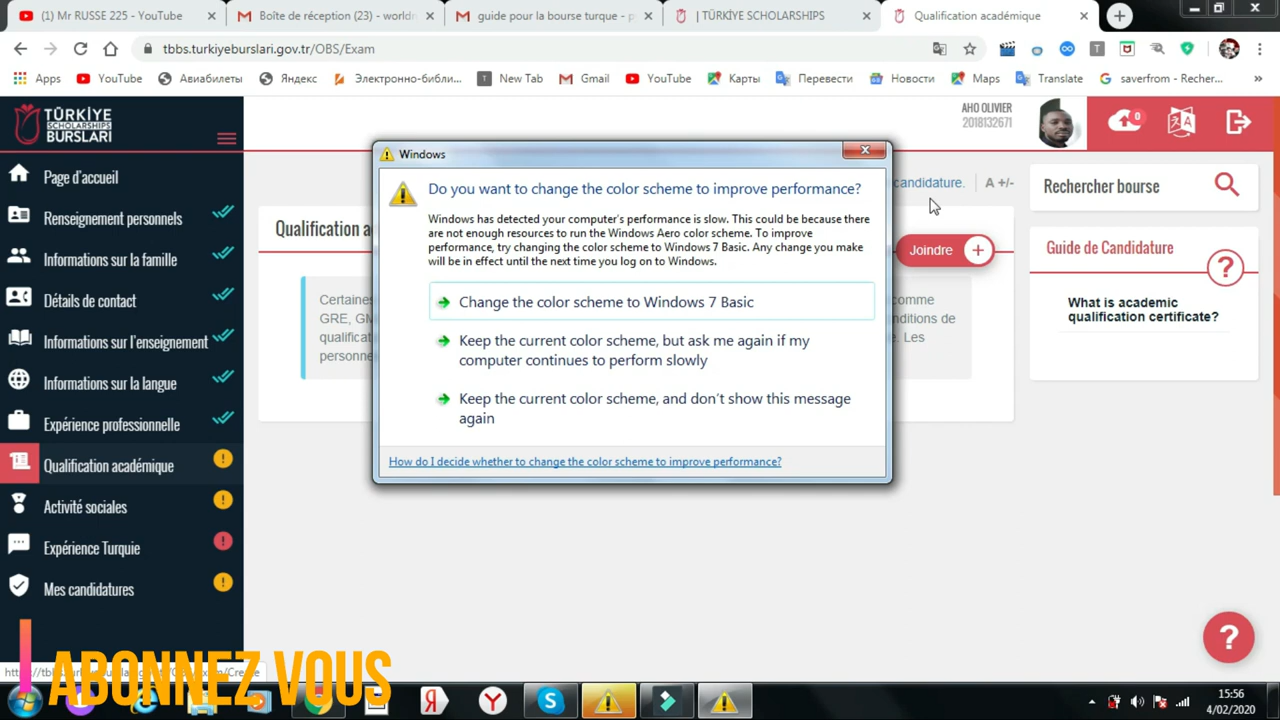 (1) Mr RUSSE 225 - YouTube
Boîte de réception (23) - world
guide pour la bourse turque - p
| TÜRKİYE SCHOLARSHIPS
Qualification académique
tbbs.turkiyeburslari.gov.tr/OBS/Exam
Apps
YouTube
Авиабилеты
Яндекс
Электронно-библи...
New Tab
Gmail
YouTube
Карты
Перевести
Новости
Maps
Translate
saverfrom - Recher...
»
TÜRKİYE
SCHOLARSHIPS
BURSLARI
AHO OLIVIER
2018132671
0
Page d'accueil
Renseignement personnels
Informations sur la famille
Détails de contact
Informations sur l'enseignement
Informations sur la langue
Expérience professionnelle
Qualification académique
Activité sociales
Expérience Turquie
Mes candidatures
candidature.
A +/-
Qualification a
Joindre +
Certaines
GRE, GM
qualificat
personne
comme
nditions de
e. Les
Windows
Do you want to change the color scheme to improve performance?
Windows has detected your computer's performance is slow. This could be because there
are not enough resources to run the Windows Aero color scheme. To improve
performance, try changing the color scheme to Windows 7 Basic. Any change you make
will be in effect until the next time you log on to Windows.
Change the color scheme to Windows 7 Basic
Keep the current color scheme, but ask me again if my
computer continues to perform slowly
Keep the current color scheme, and don't show this message
again
How do I decide whether to change the color scheme to improve performance?
Rechercher bourse
Guide de Candidature
?
What is academic
qualification certificate?
?
ABONNEZ VOUS
15:56
4/02/2020